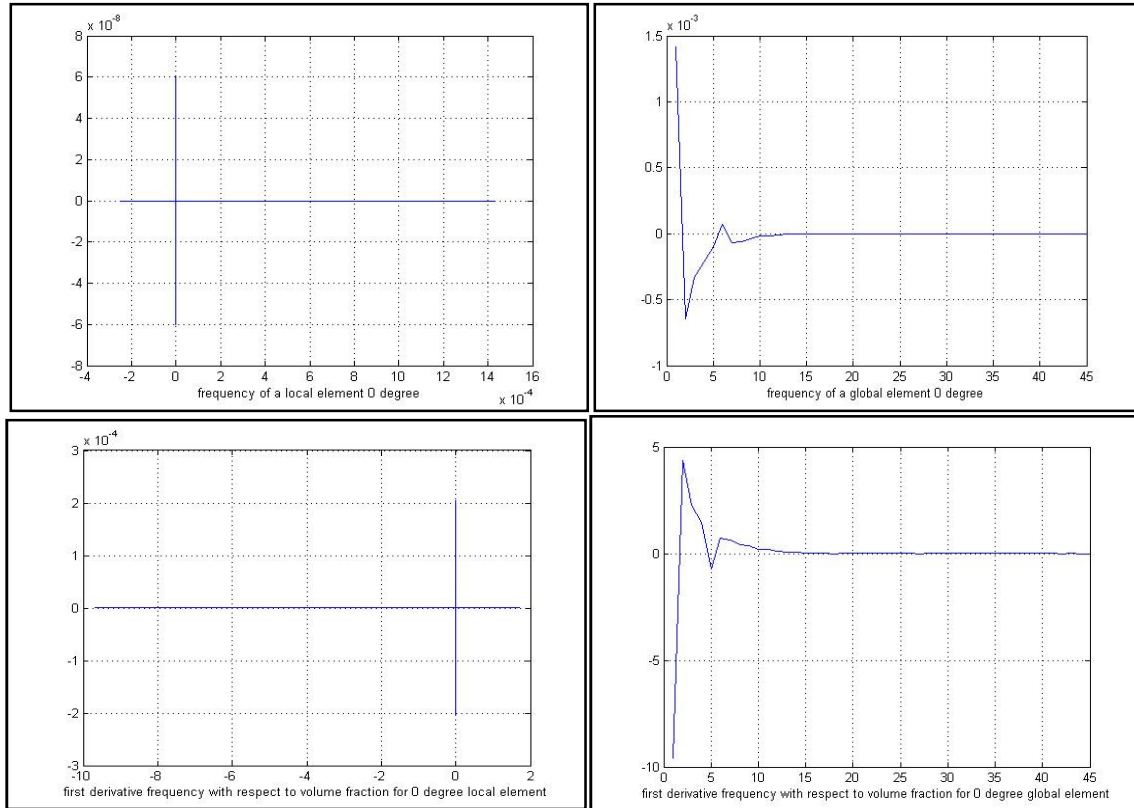 x 10^-8
8
6
4
2
0
-2
-4
-6
-8
-4 -2 0 2 4 6 8 10 12 14 16
x 10^-4
frequency of a local element 0 degree
x 10^-3
1.5
1
0.5
0
-0.5
-1
0 5 10 15 20 25 30 35 40 45
frequency of a global element 0 degree
x 10^-4
3
2
1
0
-1
-2
-3
-10 -8 -6 -4 -2 0 2
first derivative frequency with respect to volume fraction for 0 degree local element
5
0
-5
-10
0 5 10 15 20 25 30 35 40 45
first derivative frequency with respect to volume fraction for 0 degree global element